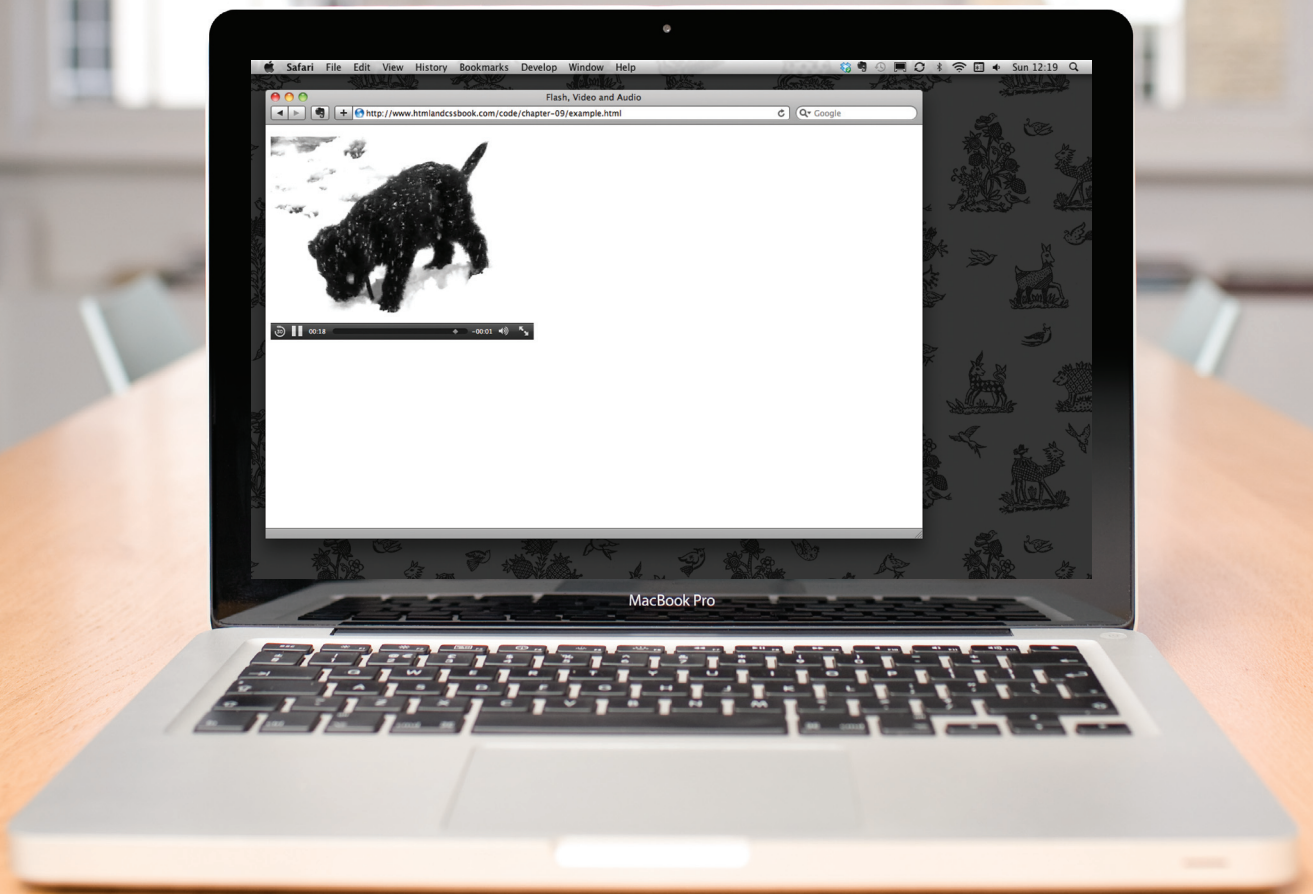 Safari File Edit View History Bookmarks Develop Window Help Sun 12:19
Flash, Video and Audio
http://www.htmlandcssbook.com/code/chapter-09/example.html Google
30 00:18 -00:01
MacBook Pro
Q W E R T Y U I O P
A S D F G H J K L
Z X C V B N M